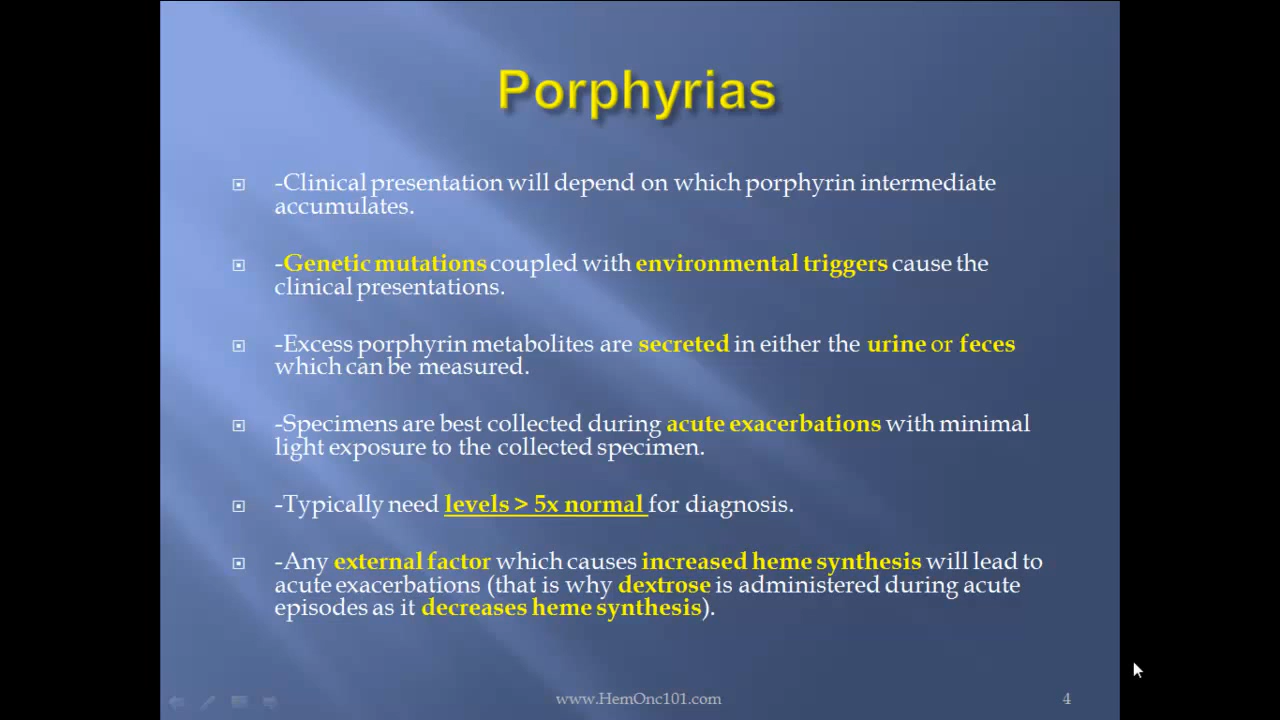 Porphyrias
-Clinical presentation will depend on which porphyrin intermediate
accumulates.
-Genetic mutations coupled with environmental triggers cause the
clinical presentations.
-Excess porphyrin metabolites are secreted in either the urine or feces
which can be measured.
-Specimens are best collected during acute exacerbations with minimal
light exposure to the collected specimen.
-Typically need levels > 5x normal for diagnosis.
-Any external factor which causes increased heme synthesis will lead to
acute exacerbations (that is why dextrose is administered during acute
episodes as it decreases heme synthesis).
www.HemOnc101.com
4